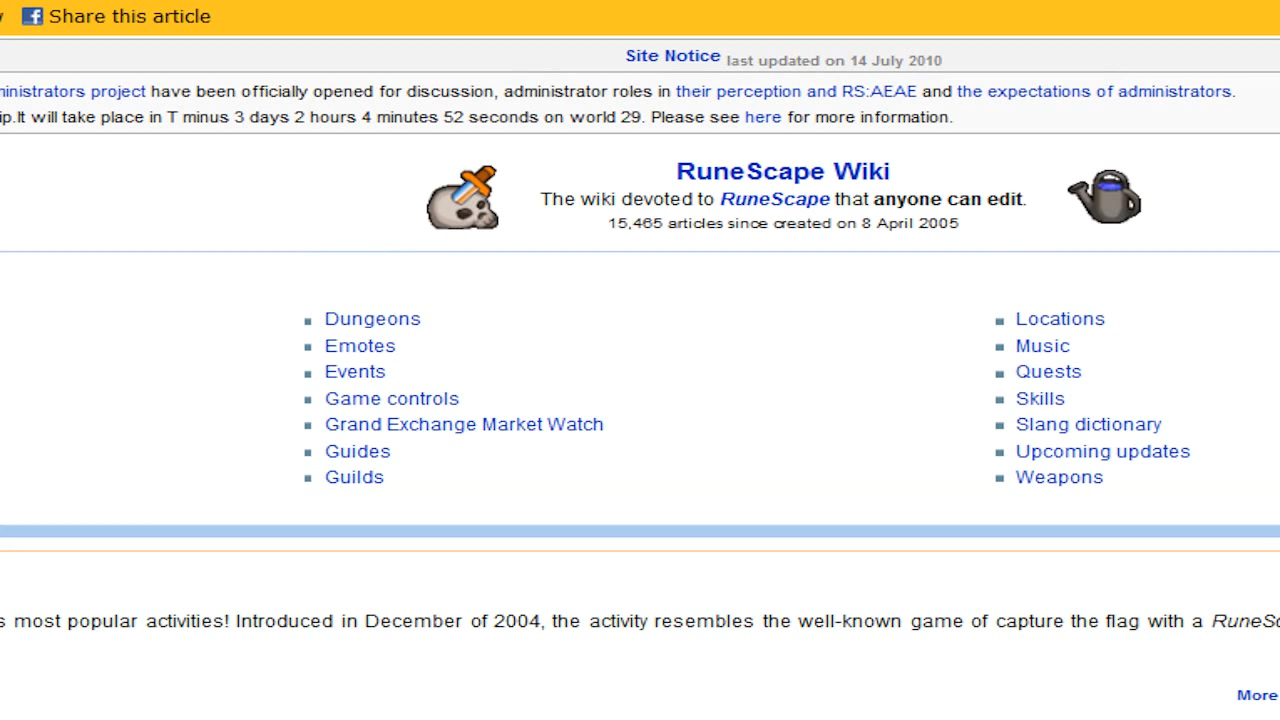 Share this article
Site Notice last updated on 14 July 2010
ministrators project have been officially opened for discussion, administrator roles in their perception and RS:AEAE and the expectations of administrators.
ip.It will take place in T minus 3 days 2 hours 4 minutes 52 seconds on world 29. Please see here for more information.
RuneScape Wiki
The wiki devoted to RuneScape that anyone can edit.
15,465 articles since created on 8 April 2005
Dungeons
Emotes
Events
Game controls
Grand Exchange Market Watch
Guides
Guilds
Locations
Music
Quests
Skills
Slang dictionary
Upcoming updates
Weapons
s most popular activities! Introduced in December of 2004, the activity resembles the well-known game of capture the flag with a RuneSc
More